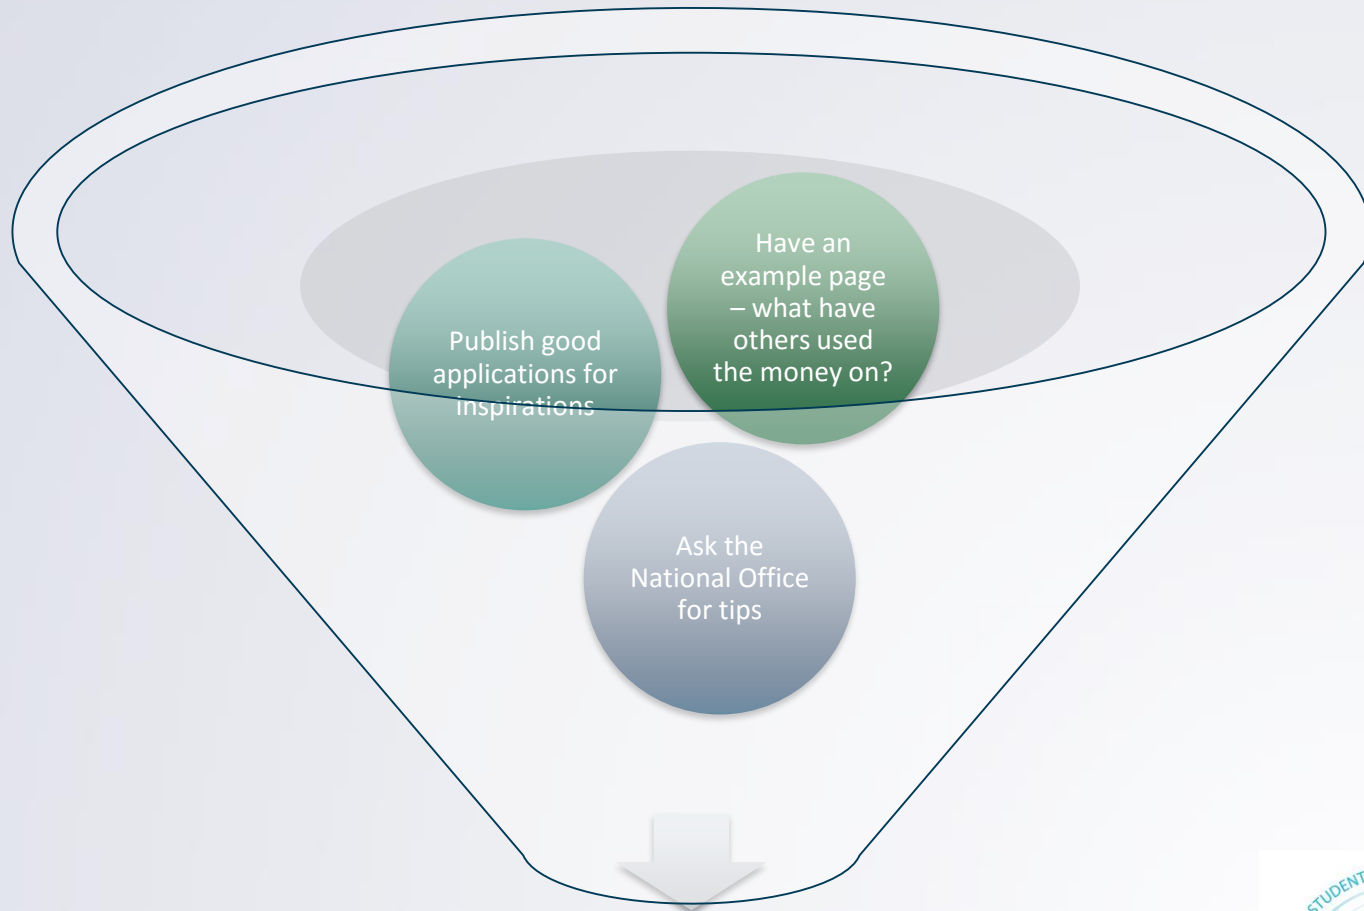 Have an
example page
– what have
others used
the money on?
Publish good
applications for
inspirations
Ask the
National Office
for tips
STUDENT